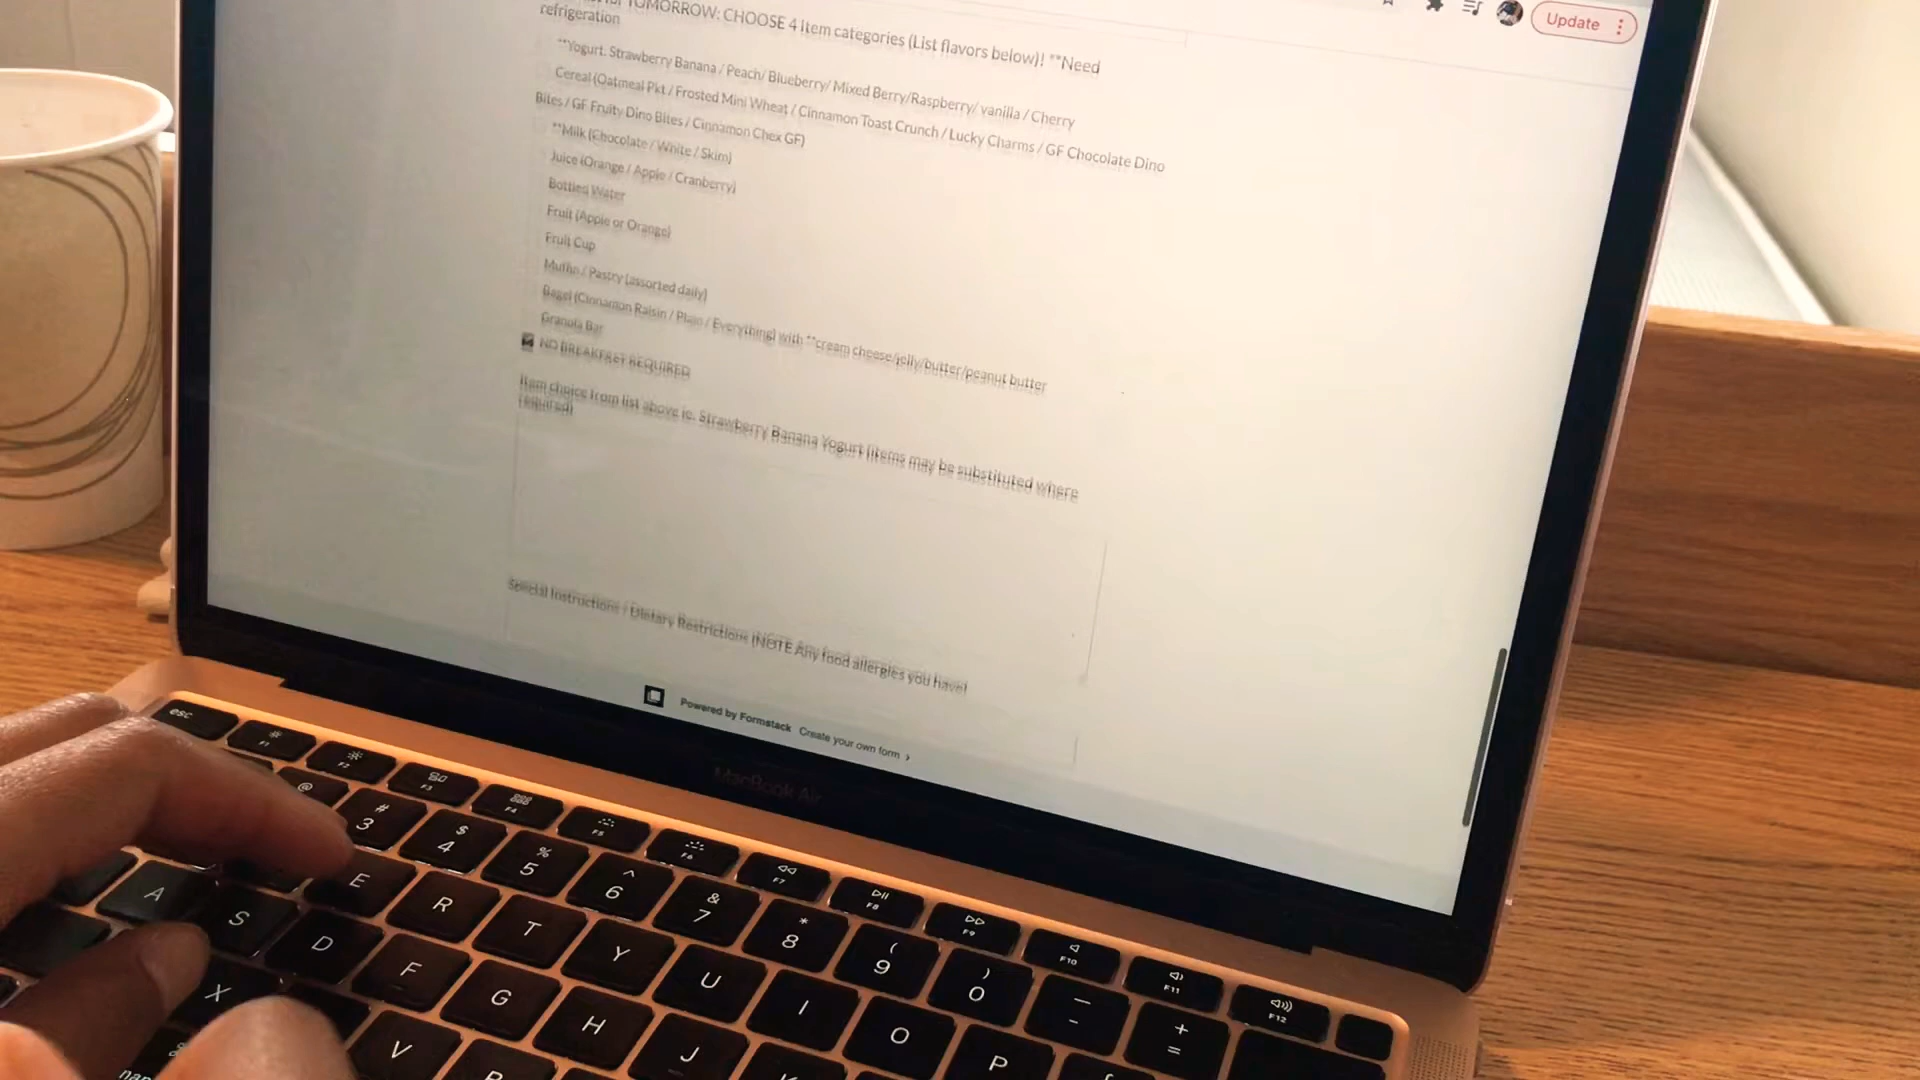 TOMORROW: CHOOSE 4 Item categories (List flavors below)! **Need
refrigeration
**Yogurt. Strawberry Banana / Peach/ Blueberry/ Mixed Berry/Raspberry/ vanilla / Cherry
Cereal (Oatmeal Pkt / Frosted Mini Wheat / Cinnamon Toast Crunch / Lucky Charms / GF Chocolate Dino
Bites / GF Fruity Dino Bites / Cinnamon Chex GF)
**Milk (Chocolate / White / Skim)
Juice (Orange / Apple / Cranberry)
Bottled Water
Fruit (Apple or Orange)
Fruit Cup
Muffin / Pastry (assorted daily)
Bagel (Cinnamon Raisin / Plain / Everything) with **cream cheese/jelly/butter/peanut butter
Granola Bar
NO BREAKFAST REQUIRED
Item choice from list above ie. Strawberry Banana Yogurt (items may be substituted where
required)
Special Instructions / Dietary Restrictions (NOTE Any food allergies you have)
Powered by Formstack Create your own form ›
Update
MacBook Air
esc F1 F2 F3 F4 F5 F6 F7 F8 F9 F10 F11 F12
@ # 3 $ 4 % 5 ^ 6 & 7 * 8 ( 9 ) 0 — - + =
E R T Y U I O P
A S D F G H J
X V